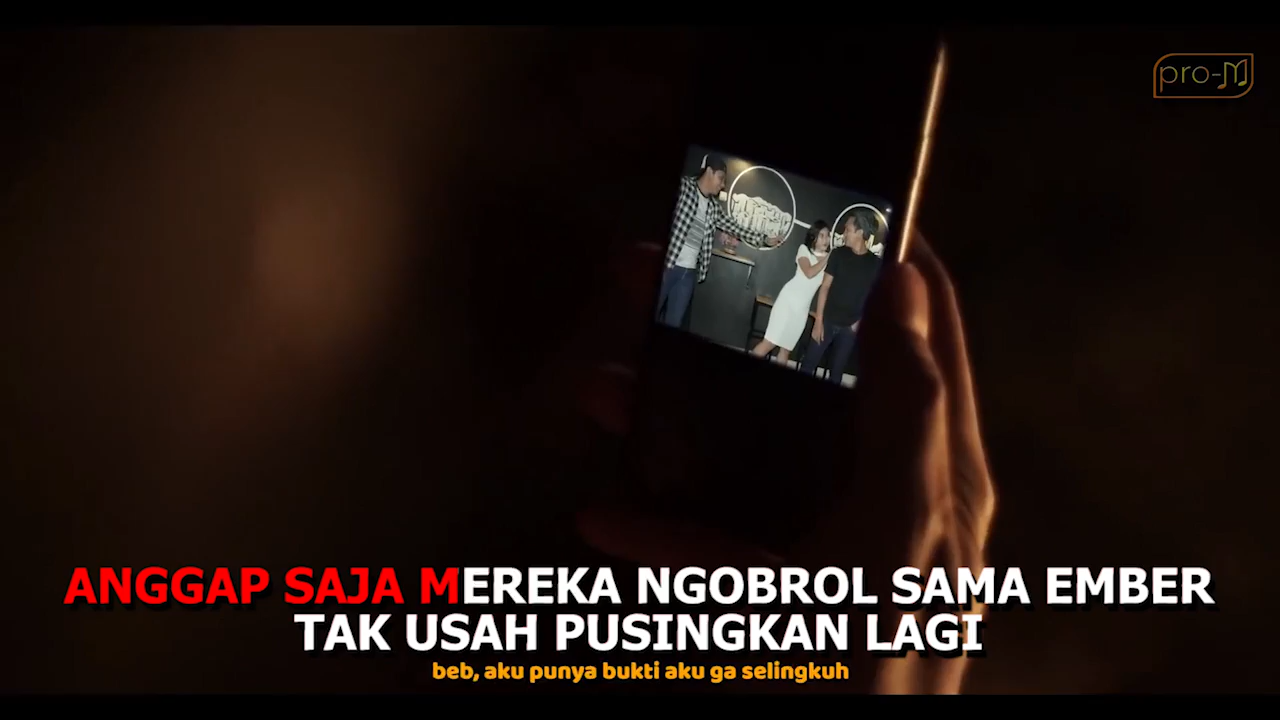 pro-M
ANGGAP SAJA MEREKA NGOBROL SAMA EMBER
TAK USAH PUSINGKAN LAGI
beb, aku punya bukti aku ga selingkuh